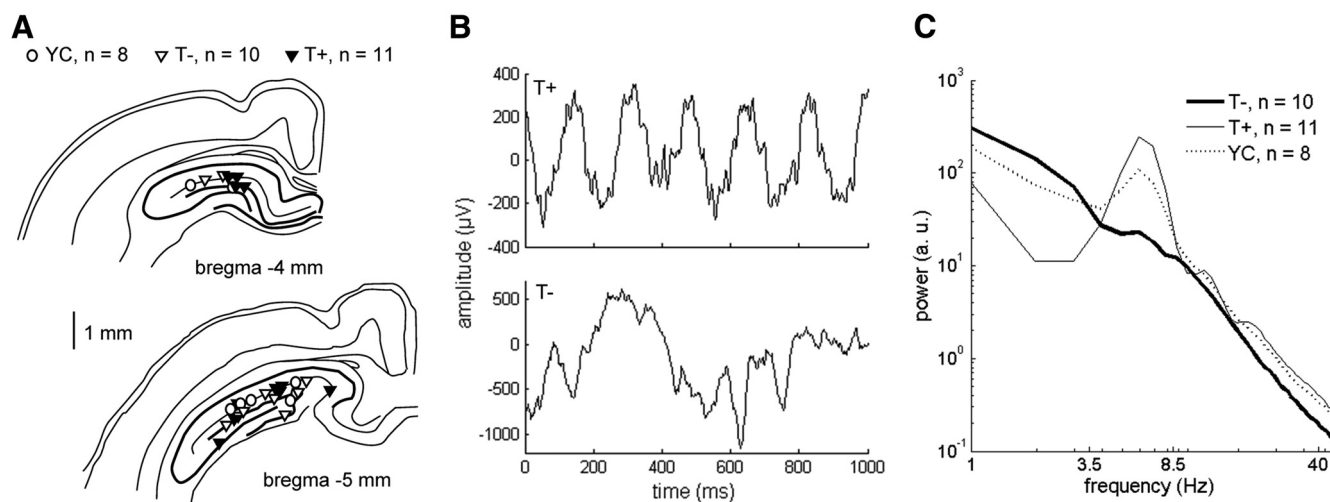 A
○ YC, n = 8 ▽ T-, n = 10 ▼ T+, n = 11
bregma -4 mm
1 mm
bregma -5 mm
B
T+
400
200
0
-200
-400
amplitude (µV)
T-
500
0
-500
-1000
0 200 400 600 800 1000
time (ms)
C
T-, n = 10
T+, n = 11
YC, n = 8
10³
10²
10¹
10⁰
10⁻¹
power (a. u.)
1 3.5 8.5 40
frequency (Hz)